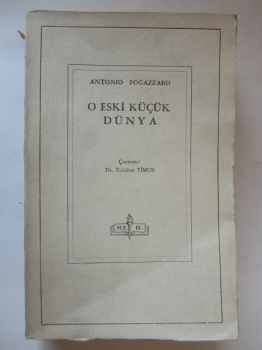 ANTONIO FOGAZZARO
O ESKİ KÜÇÜK
DÜNYA
Çeviren:
Dr. Feridun TİMUR